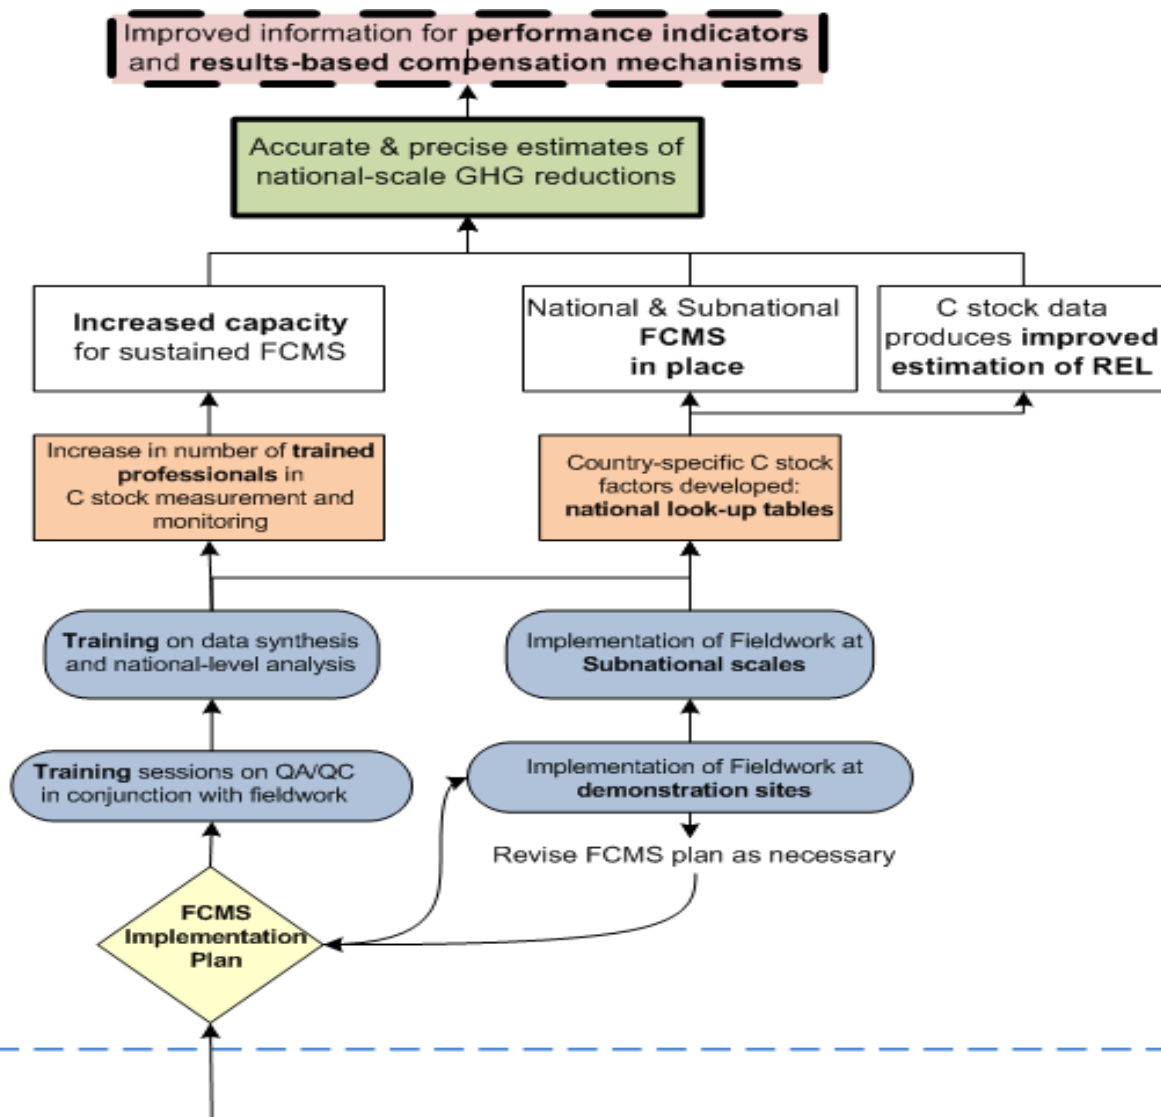 Improved information for performance indicators
and results-based compensation mechanisms
Accurate & precise estimates of
national-scale GHG reductions
Increased capacity
for sustained FCMS
National & Subnational
FCMS
in place
C stock data
produces improved
estimation of REL
Increase in number of trained
professionals in
C stock measurement and
monitoring
Country-specific C stock
factors developed:
national look-up tables
Training on data synthesis
and national-level analysis
Implementation of Fieldwork at
Subnational scales
Training sessions on QA/QC
in conjunction with fieldwork
Implementation of Fieldwork at
demonstration sites
Revise FCMS plan as necessary
FCMS
Implementation
Plan